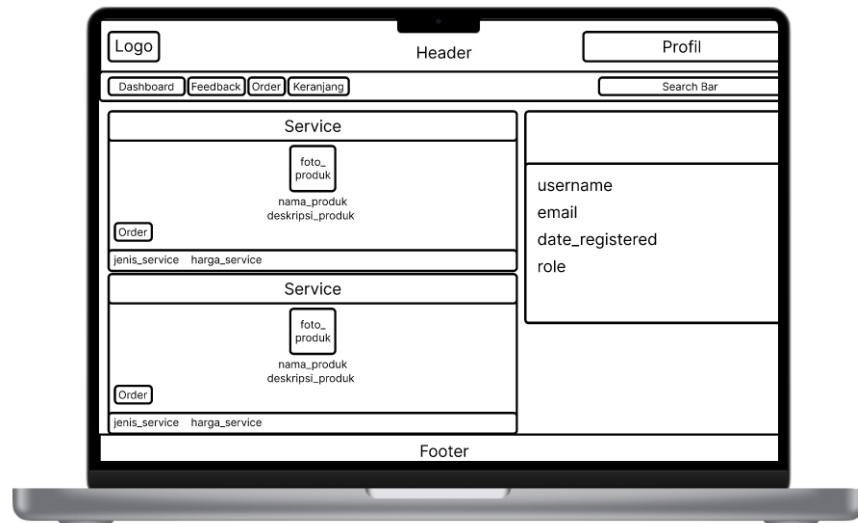 Logo
Header
Profil
Dashboard
Feedback
Order
Keranjang
Search Bar
Service
foto_
produk
nama_produk
deskripsi_produk
Order
jenis_service harga_service
Service
foto_
produk
nama_produk
deskripsi_produk
Order
jenis_service harga_service
username
email
date_registered
role
Footer